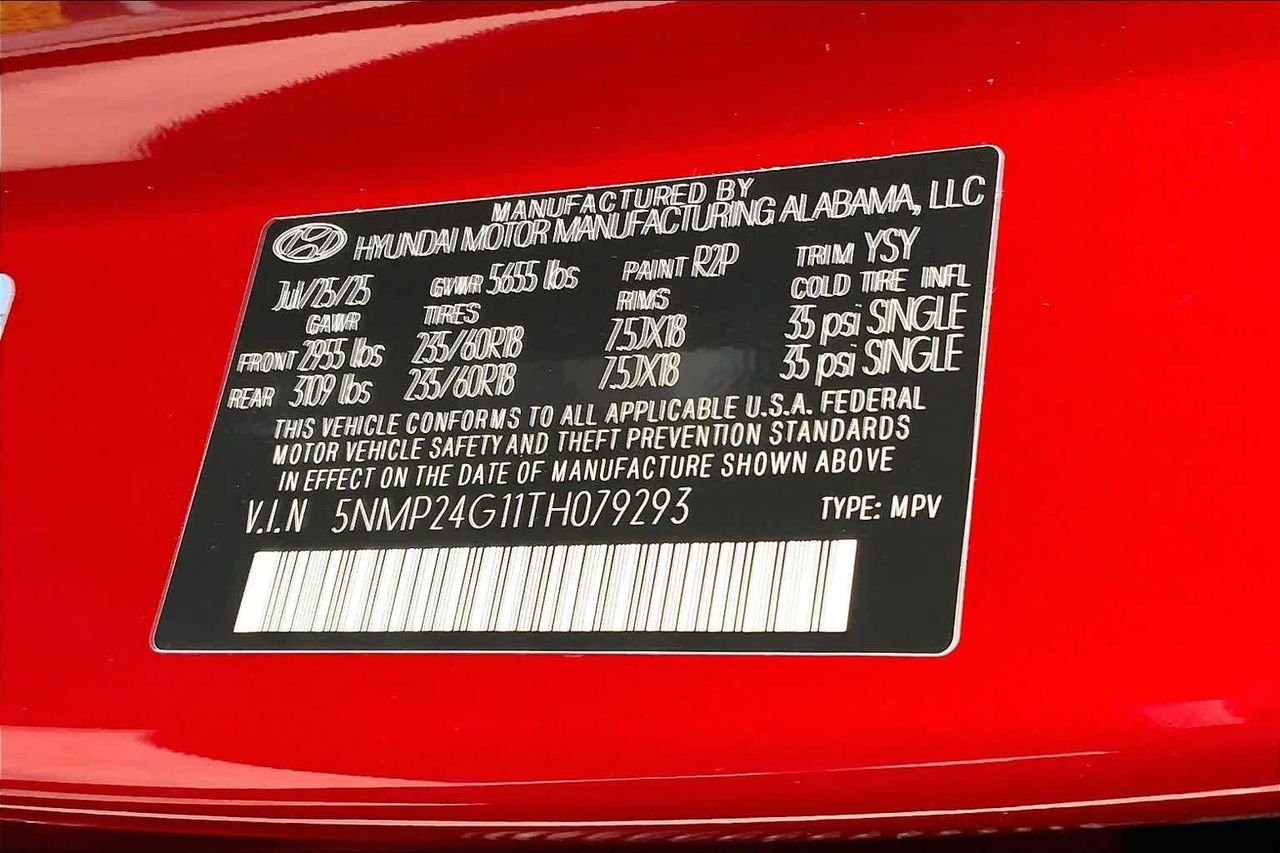 MANUFACTURED BY
HYUNDAI MOTOR MANUFACTURING ALABAMA, LLC
Jul/25/25 GVWR 5655 lbs PAINT R2P TRIM YSY
GAWR TIRES RIMS COLD TIRE INFL
FRONT 2955 lbs 235/60R18 7.5JX18 35 psi SINGLE
REAR 3109 lbs 235/60R18 7.5JX18 35 psi SINGLE
THIS VEHICLE CONFORMS TO ALL APPLICABLE U.S.A. FEDERAL
MOTOR VEHICLE SAFETY AND THEFT PREVENTION STANDARDS
IN EFFECT ON THE DATE OF MANUFACTURE SHOWN ABOVE
V.I.N 5NMP24G11TH079293 TYPE: MPV